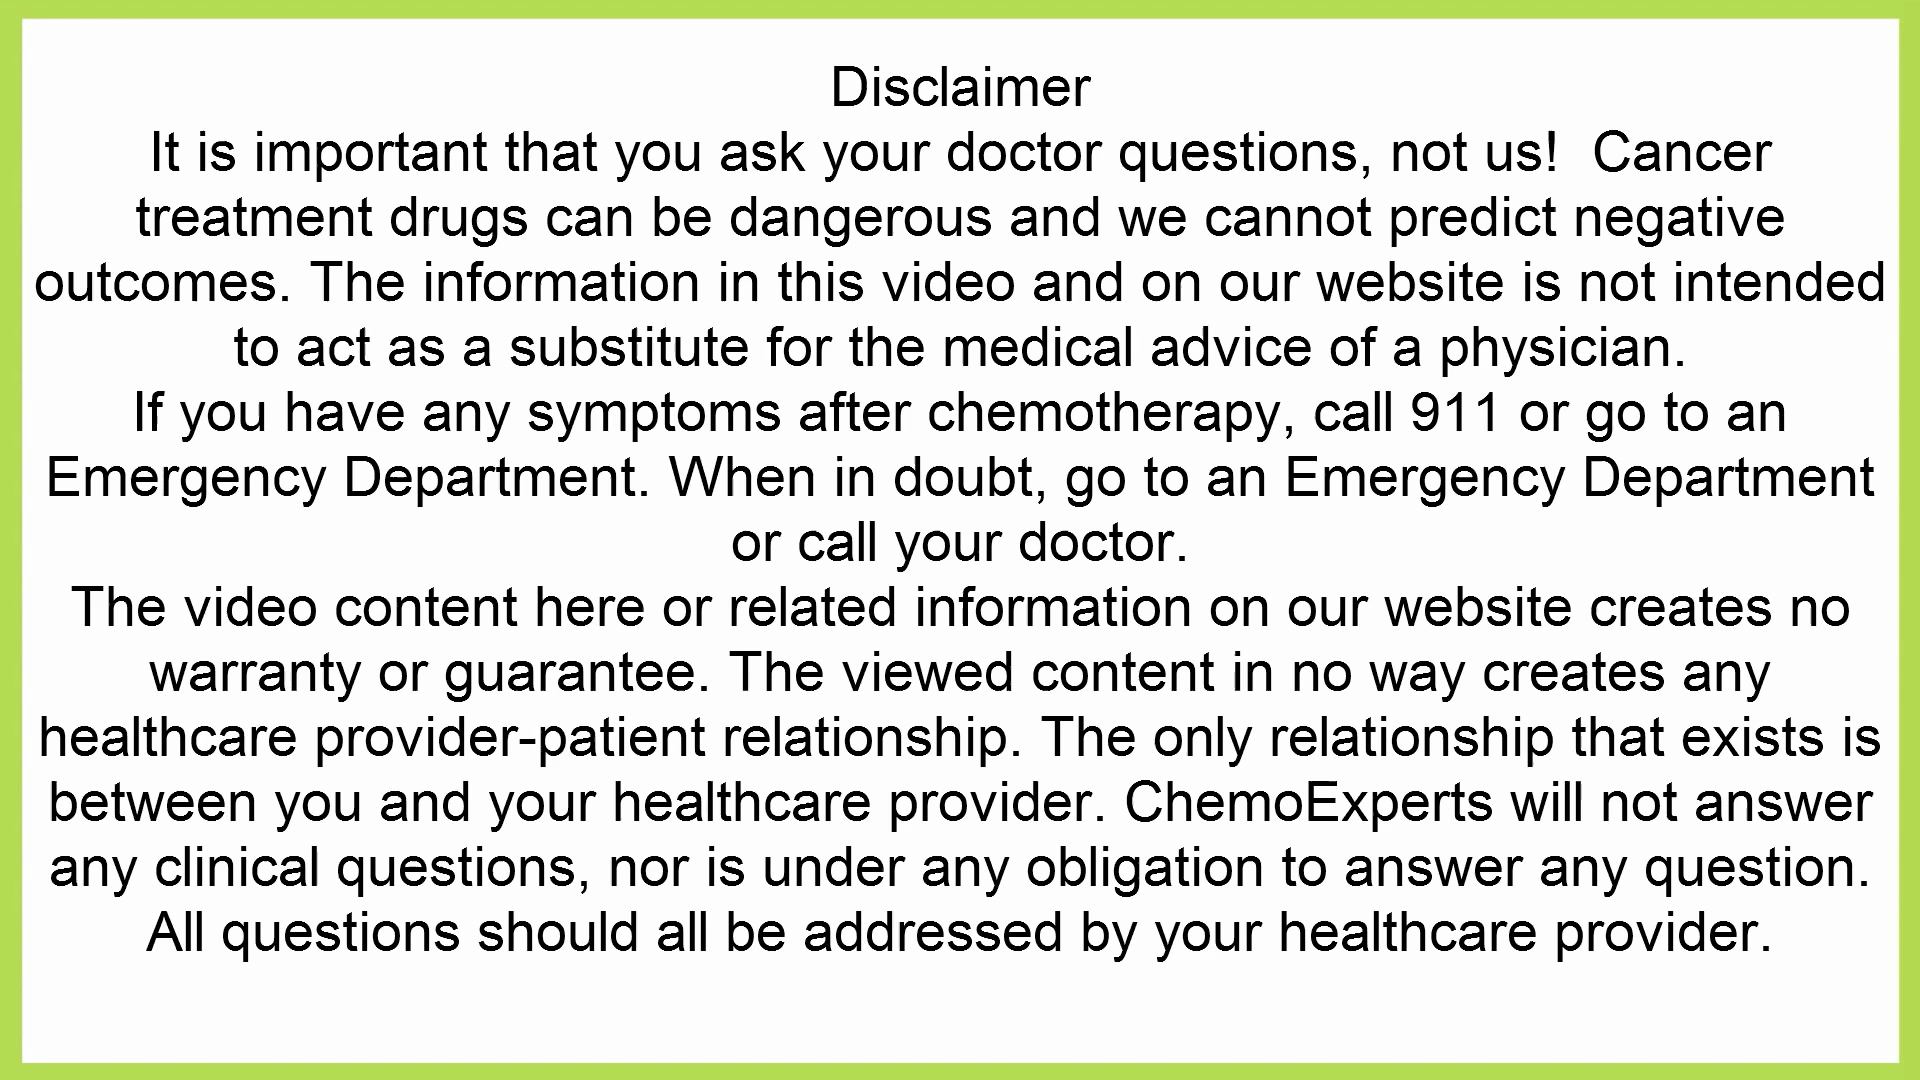 Disclaimer
It is important that you ask your doctor questions, not us!  Cancer
treatment drugs can be dangerous and we cannot predict negative
outcomes. The information in this video and on our website is not intended
to act as a substitute for the medical advice of a physician.
If you have any symptoms after chemotherapy, call 911 or go to an
Emergency Department. When in doubt, go to an Emergency Department
or call your doctor.
The video content here or related information on our website creates no
warranty or guarantee. The viewed content in no way creates any
healthcare provider-patient relationship. The only relationship that exists is
between you and your healthcare provider. ChemoExperts will not answer
any clinical questions, nor is under any obligation to answer any question.
All questions should all be addressed by your healthcare provider.